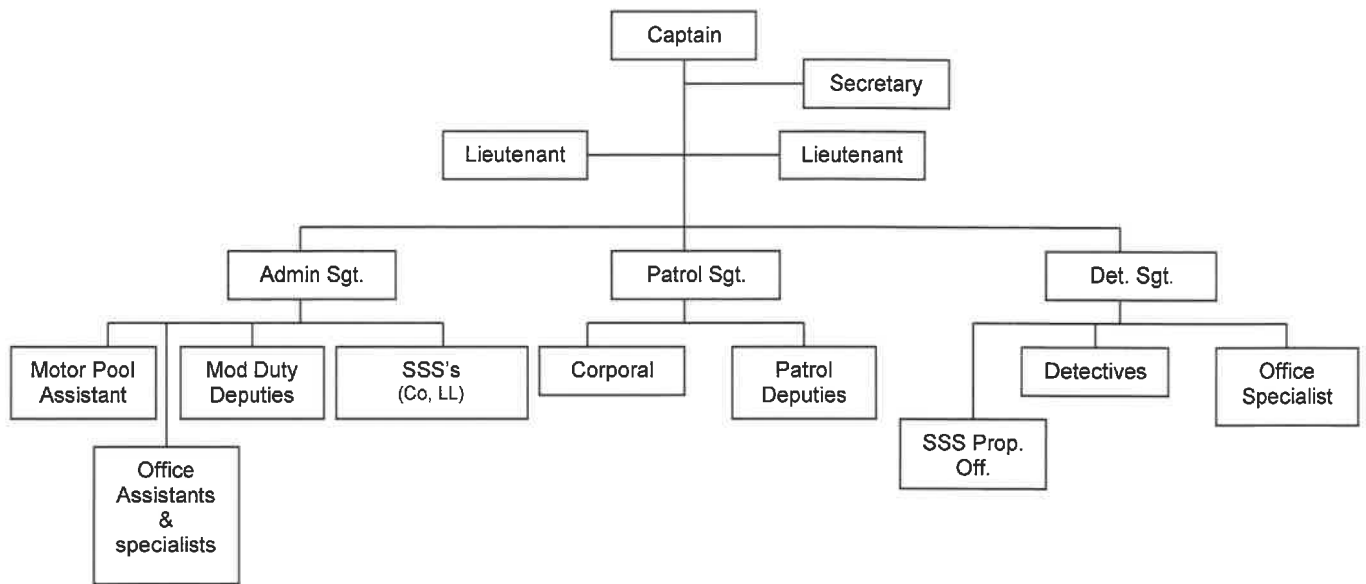 Captain
Secretary
Lieutenant
Lieutenant
Admin Sgt.
Patrol Sgt.
Det. Sgt.
Motor Pool
Assistant
Mod Duty
Deputies
SSS's
(Co, LL)
Corporal
Patrol
Deputies
Detectives
Office
Specialist
SSS Prop.
Off.
Office
Assistants
&
specialists